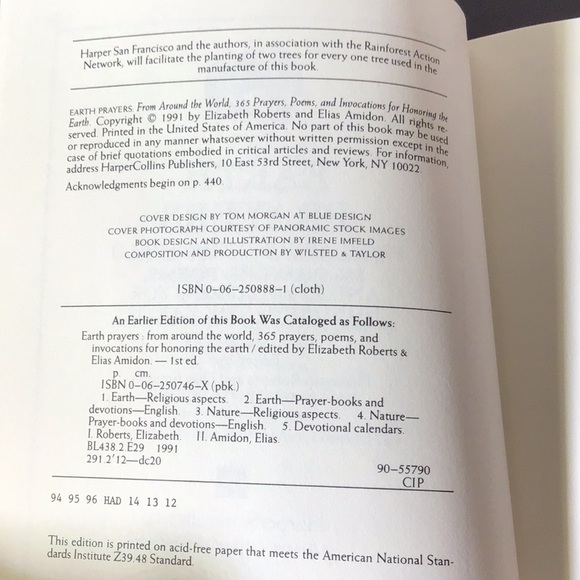 Harper San Francisco and the authors, in association with the Rainforest Action
Network, will facilitate the planting of two trees for every one tree used in the
manufacture of this book.
EARTH PRAYERS From Around the World, 365 Prayers, Poems, and Invocations for Honoring the
Earth. Copyright © 1991 by Elizabeth Roberts and Elias Amidon. All rights re-
served. Printed in the United States of America. No part of this book may be used
or reproduced in any manner whatsoever without written permission except in the
case of brief quotations embodied in critical articles and reviews. For information,
address HarperCollins Publishers, 10 East 53rd Street, New York, NY 10022.
Acknowledgments begin on p. 440.
COVER DESIGN BY TOM MORGAN AT BLUE DESIGN
COVER PHOTOGRAPH COURTESY OF PANORAMIC STOCK IMAGES
BOOK DESIGN AND ILLUSTRATION BY IRENE IMFELD
COMPOSITION AND PRODUCTION BY WILSTED & TAYLOR
ISBN 0-06-250888-1 (cloth)
An Earlier Edition of this Book Was Cataloged as Follows:
Earth prayers : from around the world, 365 prayers, poems, and
invocations for honoring the earth / edited by Elizabeth Roberts &
Elias Amidon. — 1st ed.
p. cm.
ISBN 0-06-250746-X (pbk.)
1. Earth—Religious aspects. 2. Earth—Prayer-books and
devotions—English. 3. Nature—Religious aspects. 4. Nature—
Prayer-books and devotions—English. 5. Devotional calendars.
I. Roberts, Elizabeth. II. Amidon, Elias.
BL438.2.E29 1991
291.2'12—dc20 90-55790
CIP
94 95 96 HAD 14 13 12
This edition is printed on acid-free paper that meets the American National Stan-
dards Institute Z39.48 Standard.